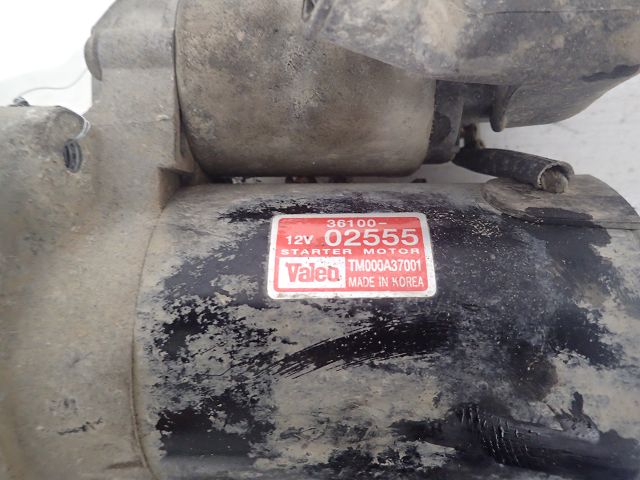 36100-
12V 02555
STARTER MOTOR
Valeo TM000A37001
MADE IN KOREA